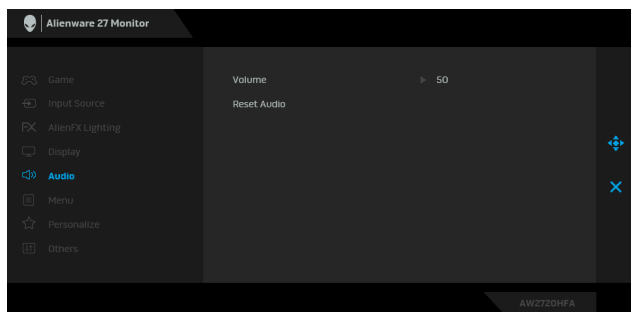 Alienware 27 Monitor
Game
Input Source
AlienFX Lighting
Display
Audio
Menu
Personalize
Others
Volume 50
Reset Audio
AW2720HFA